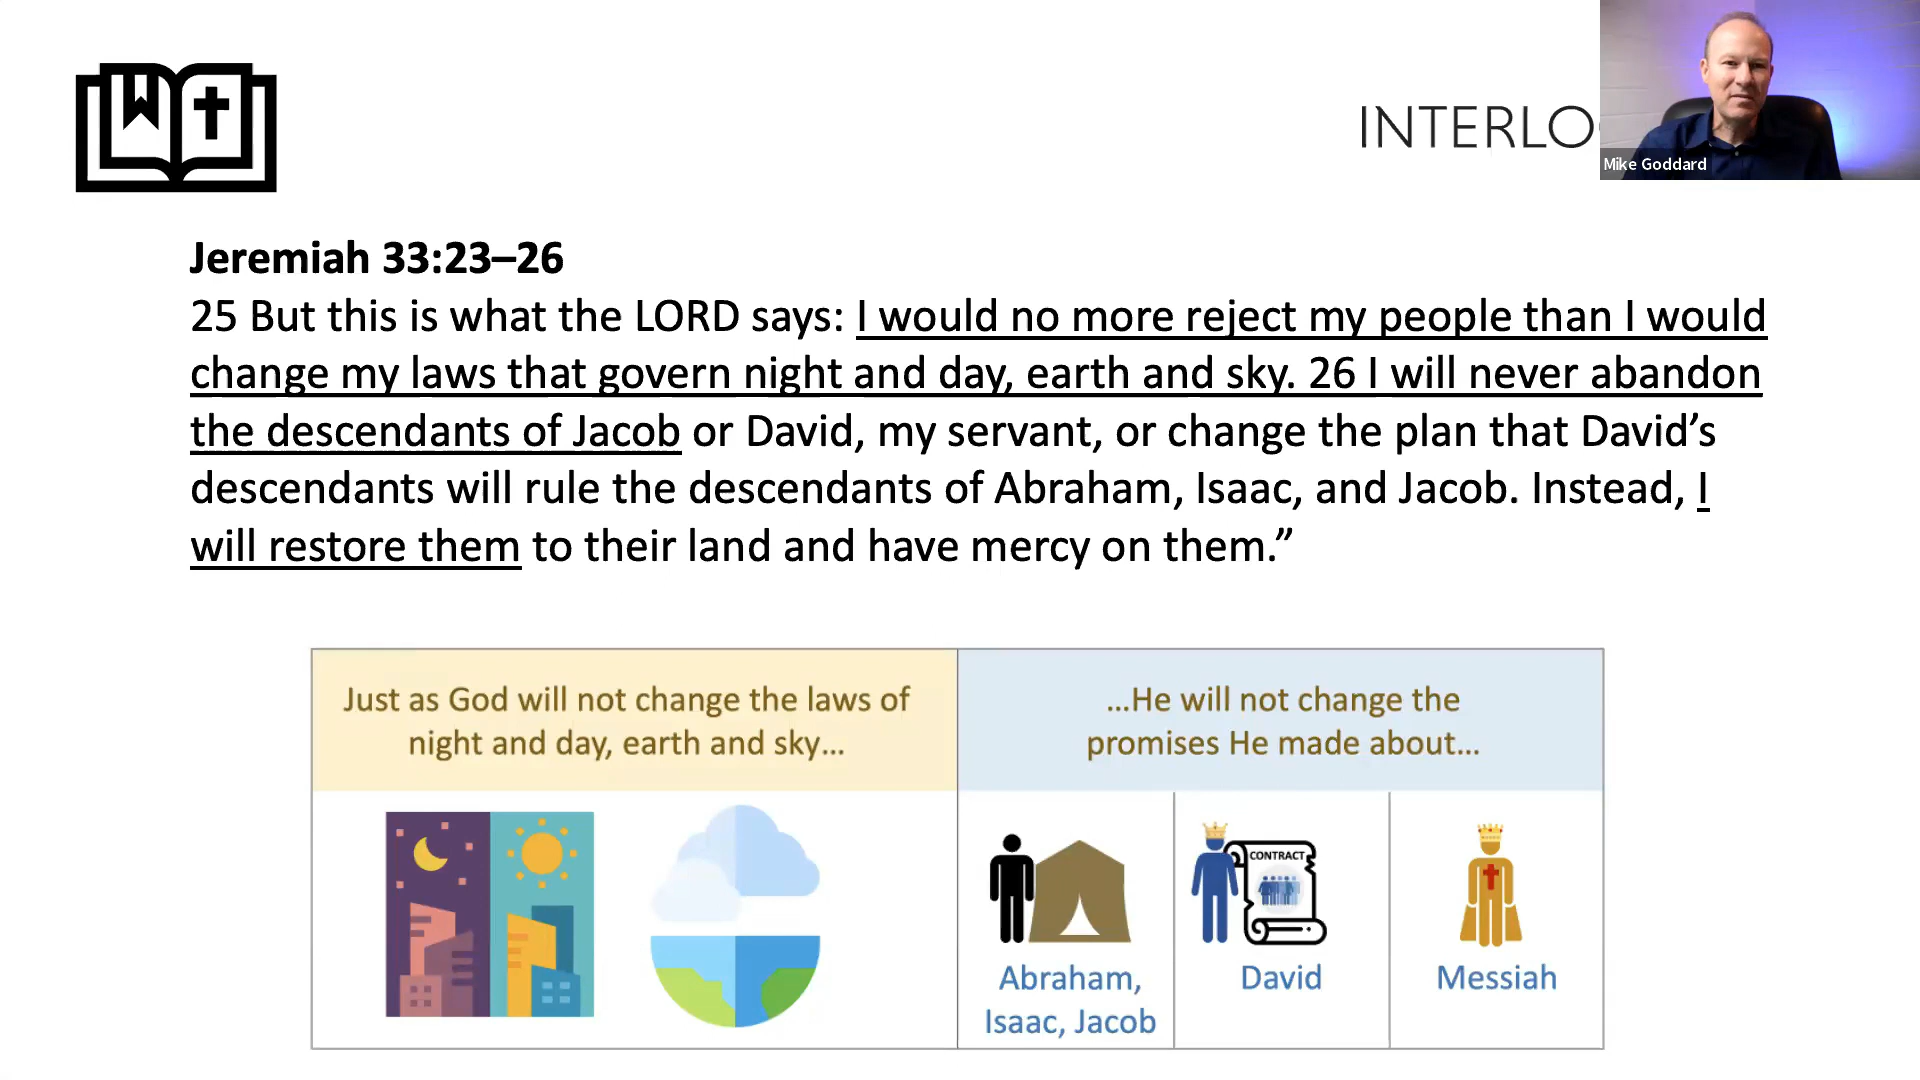 INTERLO
Mike Goddard
Jeremiah 33:23–26
25 But this is what the LORD says: I would no more reject my people than I would
change my laws that govern night and day, earth and sky. 26 I will never abandon
the descendants of Jacob or David, my servant, or change the plan that David’s
descendants will rule the descendants of Abraham, Isaac, and Jacob. Instead, I
will restore them to their land and have mercy on them.”
Just as God will not change the laws of
night and day, earth and sky…
…He will not change the
promises He made about…
CONTRACT
Abraham,
Isaac, Jacob
David
Messiah